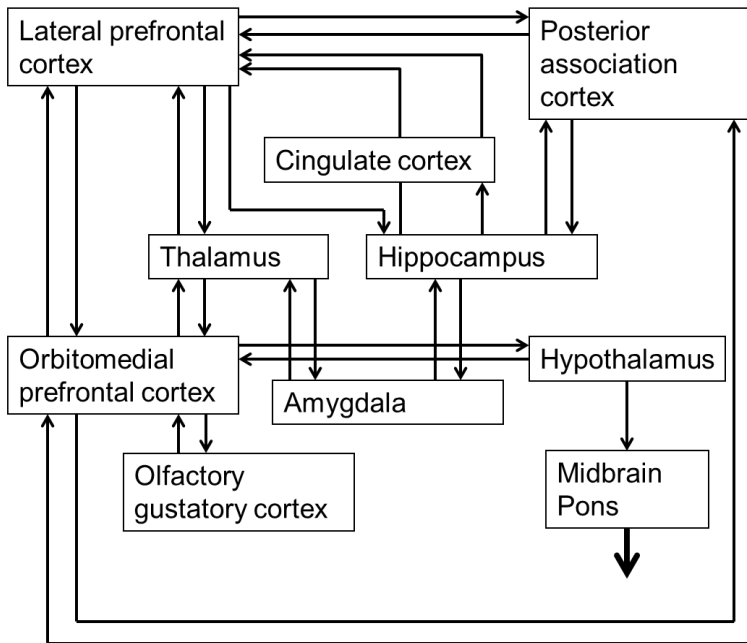 Lateral prefrontal
cortex
Posterior
association
cortex
Cingulate cortex
Thalamus
Hippocampus
Orbitomedial
prefrontal cortex
Hypothalamus
Amygdala
Olfactory
gustatory cortex
Midbrain
Pons